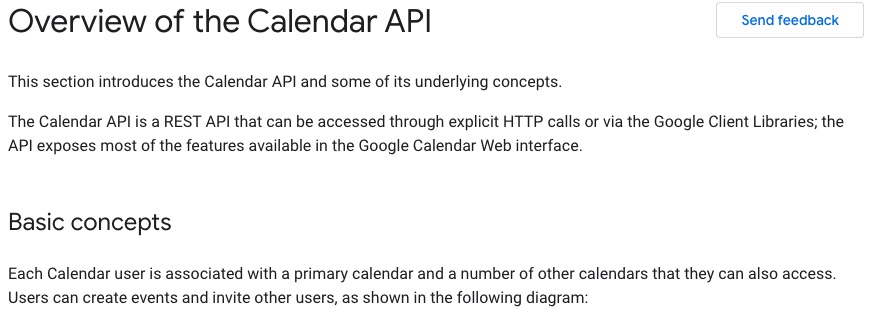 Overview of the Calendar API
Send feedback
This section introduces the Calendar API and some of its underlying concepts.
The Calendar API is a REST API that can be accessed through explicit HTTP calls or via the Google Client Libraries; the
API exposes most of the features available in the Google Calendar Web interface.
Basic concepts
Each Calendar user is associated with a primary calendar and a number of other calendars that they can also access.
Users can create events and invite other users, as shown in the following diagram: